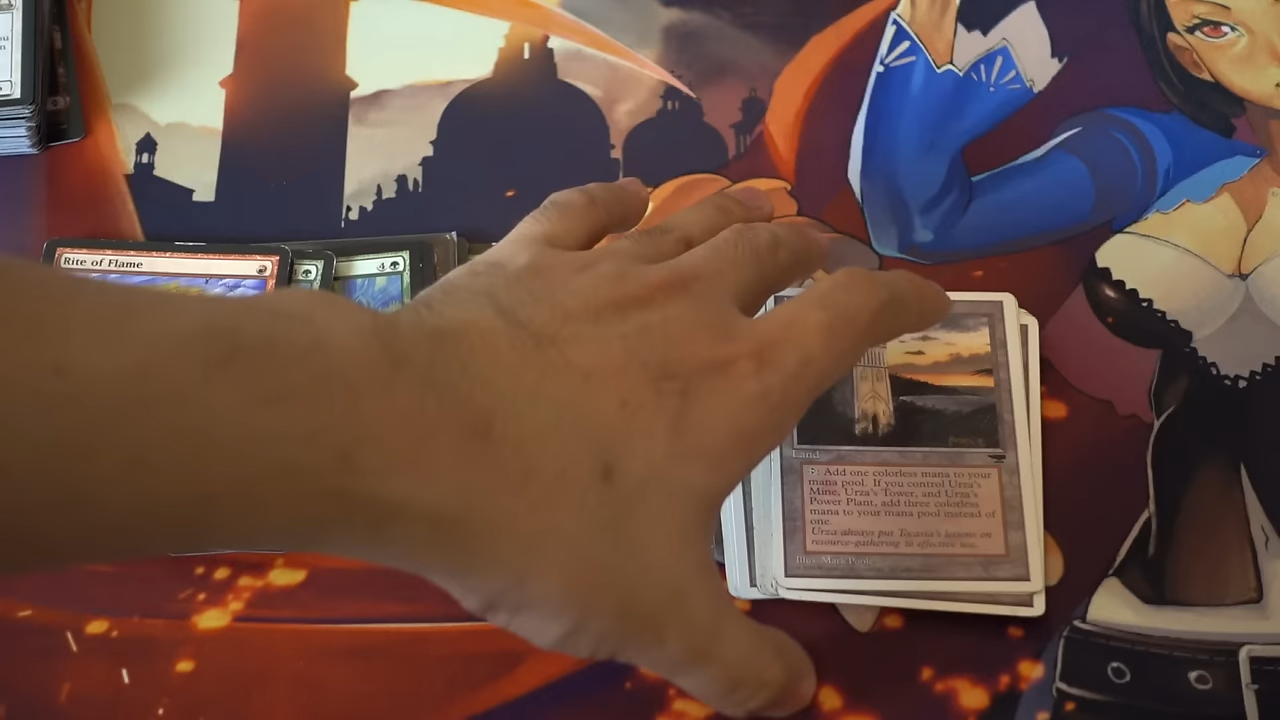 Rite of Flame
4
Land
: Add one colorless mana to your
mana pool. If you control Urza's
Mine, Urza's Tower, and Urza's
Power Plant, add three colorless
mana to your mana pool instead of
one.
Urza always put Tocasia's lessons on
resource-gathering to effective use.
Illus. Mark Poole